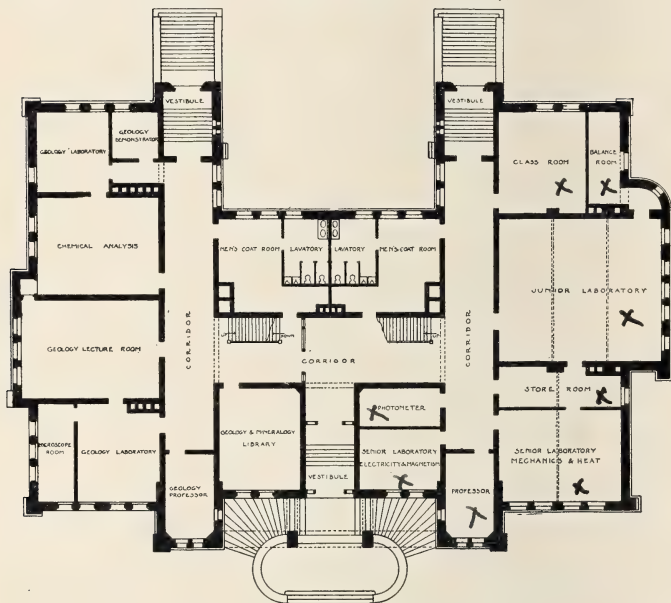 VESTIBULE
VESTIBULE
GEOLOGY LABORATORY
GEOLOGY
DEMONSTRATOR
CLASS ROOM
BALANCE
ROOM
CHEMICAL ANALYSIS
MEN'S COAT ROOM
LAVATORY
LAVATORY
MEN'S COAT ROOM
JUNIOR LABORATORY
GEOLOGY LECTURE ROOM
CORRIDOR
UP
DOWN
CORRIDOR
CORRIDOR
STORE ROOM
PHOTOMETER
GEOLOGY & MINERALOGY
LIBRARY
MICROSCOPE
ROOM
GEOLOGY LABORATORY
SENIOR LABORATORY
ELECTRICITY & MAGNETISM
SENIOR LABORATORY
MECHANICS & HEAT
VESTIBULE
GEOLOGY
PROFESSOR
PROFESSOR